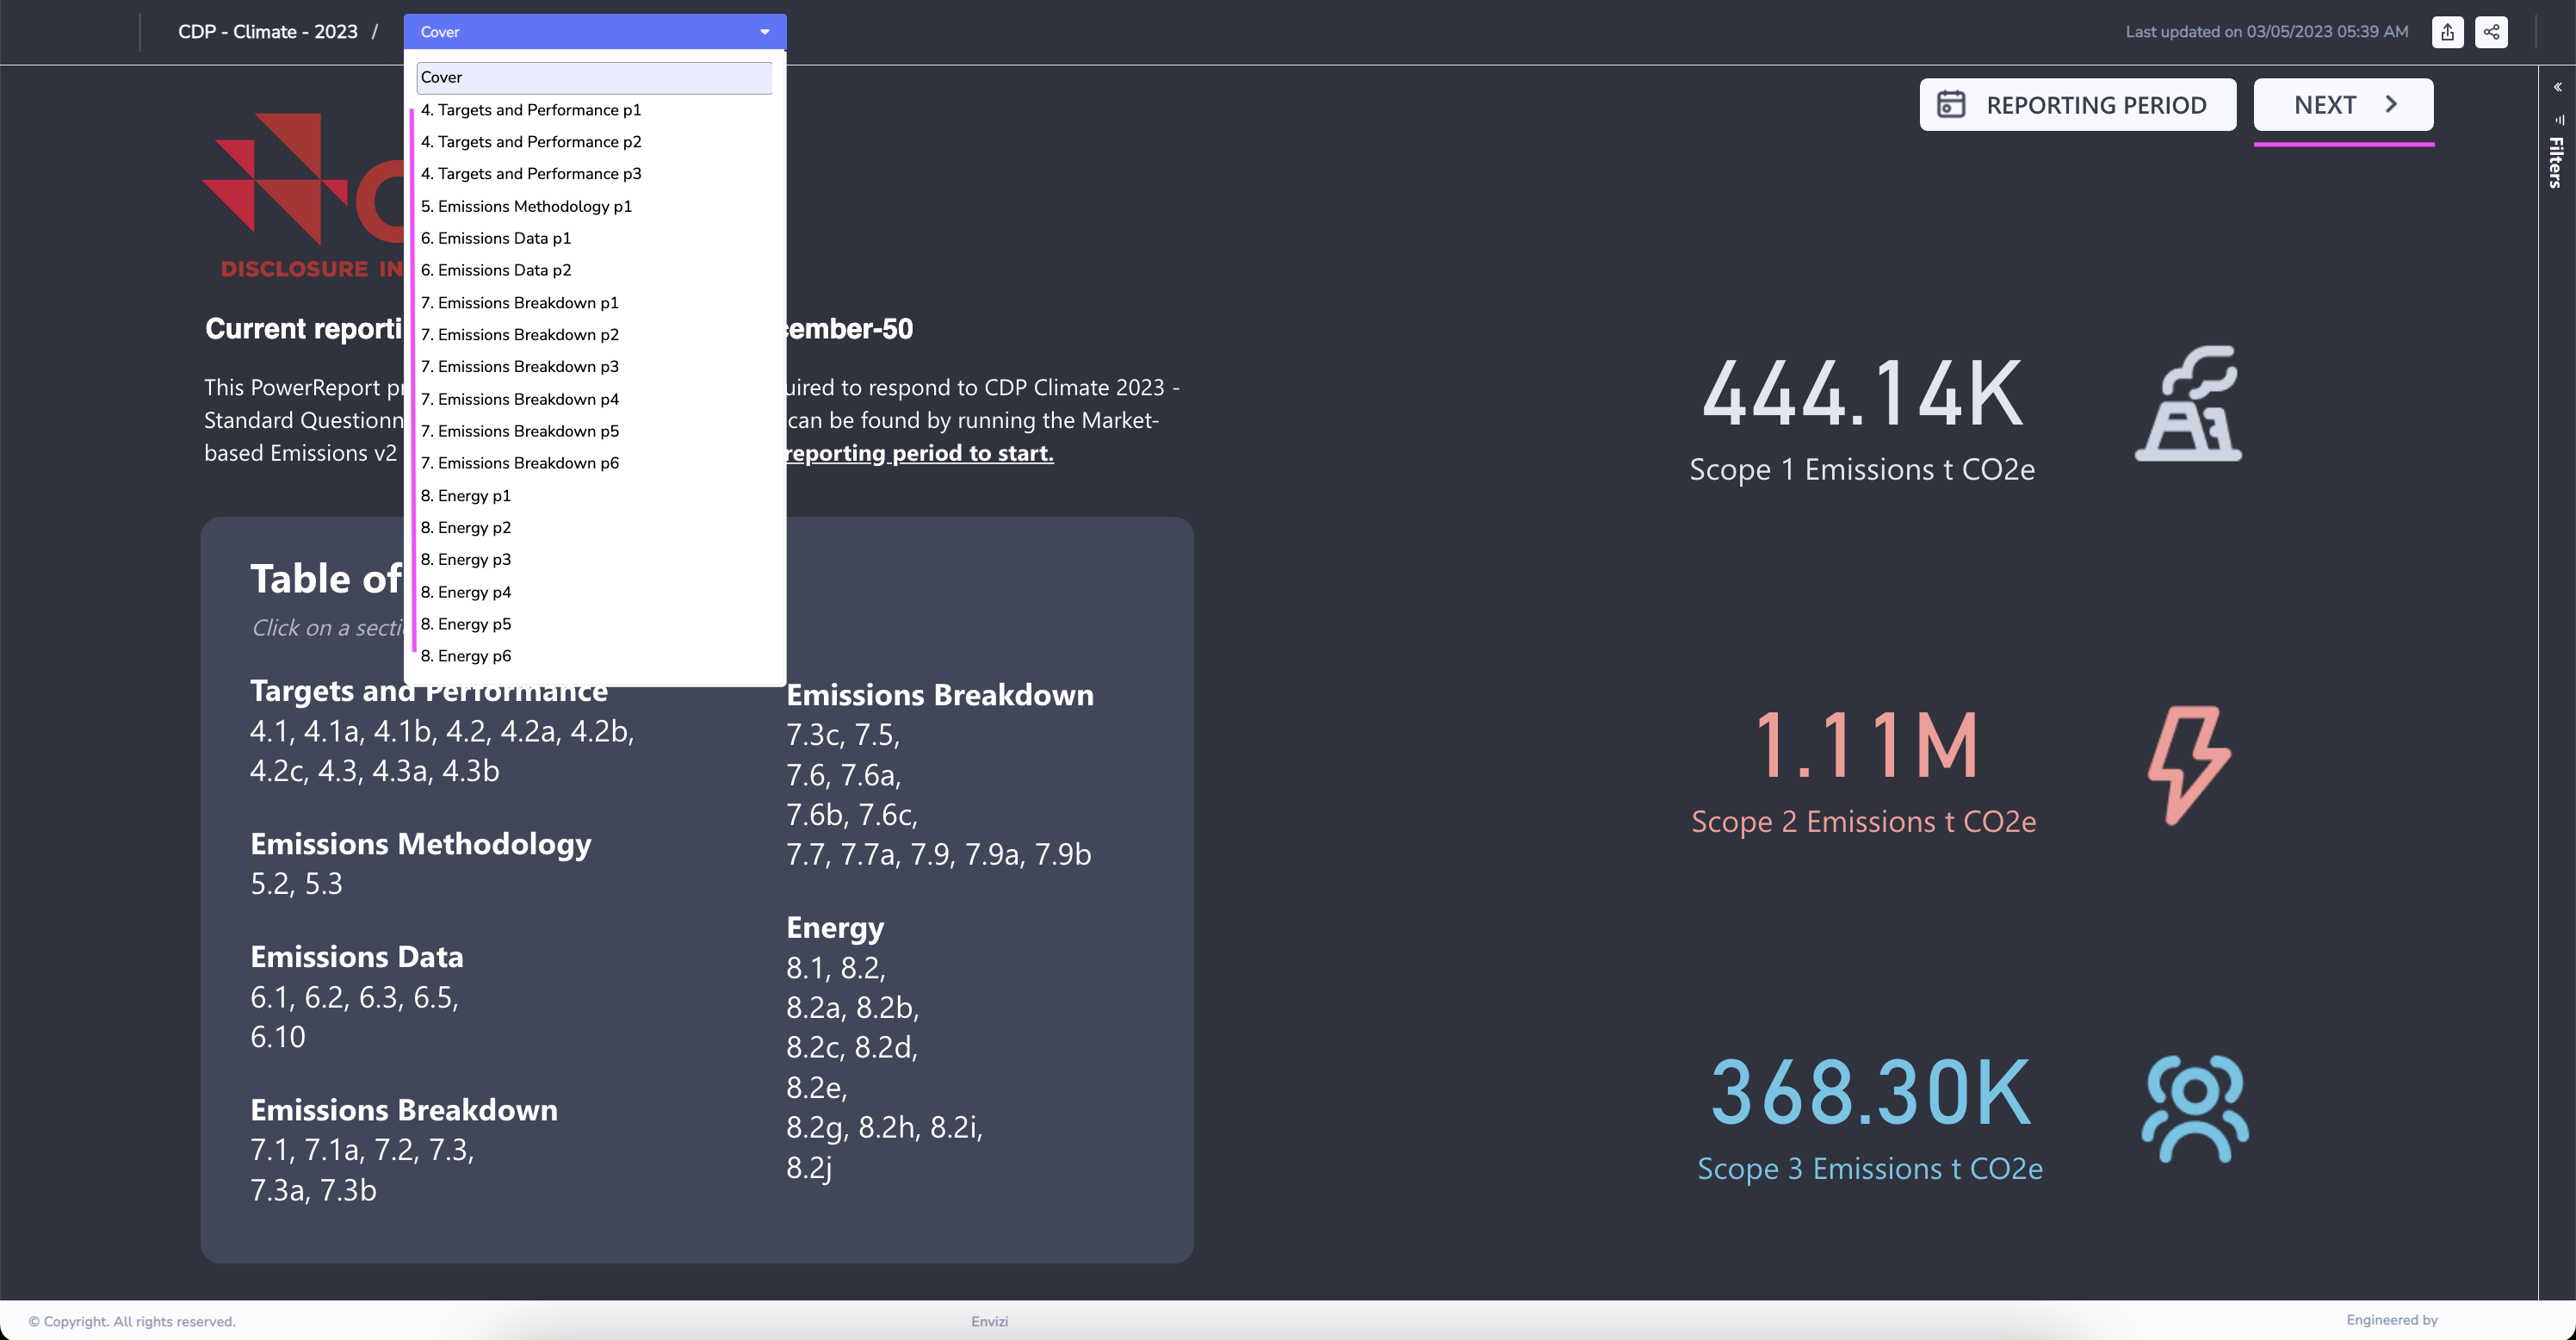 CDP - Climate - 2023 /
Cover
Last updated on 03/05/2023 05:39 AM
Cover
4. Targets and Performance p1
4. Targets and Performance p2
4. Targets and Performance p3
5. Emissions Methodology p1
6. Emissions Data p1
6. Emissions Data p2
7. Emissions Breakdown p1
7. Emissions Breakdown p2
7. Emissions Breakdown p3
7. Emissions Breakdown p4
7. Emissions Breakdown p5
7. Emissions Breakdown p6
8. Energy p1
8. Energy p2
8. Energy p3
8. Energy p4
8. Energy p5
8. Energy p6
REPORTING PERIOD
NEXT
Filters
DISCLOSURE
Current
-50
This PowerReport
uired to respond to CDP Climate 2023 -
Standard
can be found by running the Market-
based Emissions v2
reporting period to start.
Table of
Click on a
Targets and Performance
4.1, 4.1a, 4.1b, 4.2, 4.2a, 4.2b,
4.2c, 4.3, 4.3a, 4.3b
Emissions Methodology
5.2, 5.3
Emissions Data
6.1, 6.2, 6.3, 6.5,
6.10
Emissions Breakdown
7.1, 7.1a, 7.2, 7.3,
7.3a, 7.3b
Emissions Breakdown
7.3c, 7.5,
7.6, 7.6a,
7.6b, 7.6c,
7.7, 7.7a, 7.9, 7.9a, 7.9b
Energy
8.1, 8.2,
8.2a, 8.2b,
8.2c, 8.2d,
8.2e,
8.2g, 8.2h, 8.2i,
8.2j
444.14K
Scope 1 Emissions t CO2e
1.11M
Scope 2 Emissions t CO2e
368.30K
Scope 3 Emissions t CO2e
© Copyright. All rights reserved.
Envizi
Engineered by